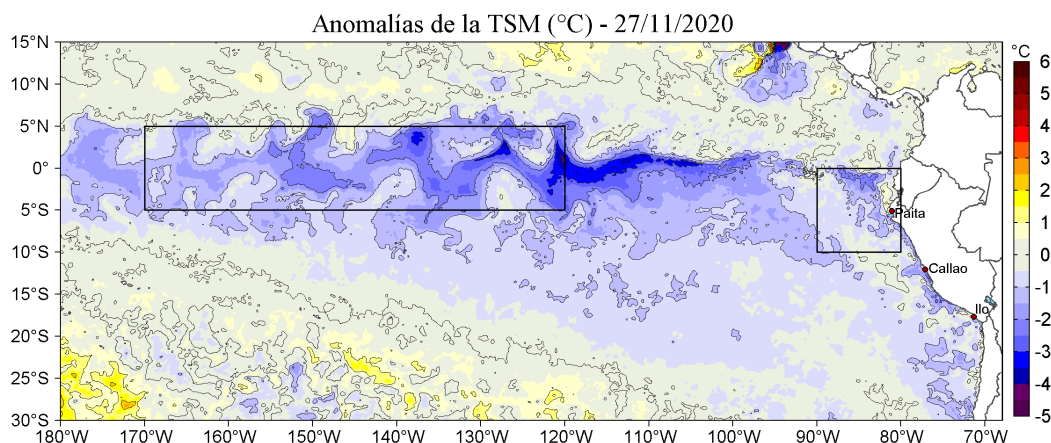 Anomalías de la TSM (°C) - 27/11/2020
15°N
10°N
5°N
0°
5°S
10°S
15°S
20°S
25°S
30°S
180°W
170°W
160°W
150°W
140°W
130°W
120°W
110°W
100°W
90°W
80°W
70°W
Paita
Callao
Ilo
°C
6
5
4
3
2
1
0
-1
-2
-3
-4
-5